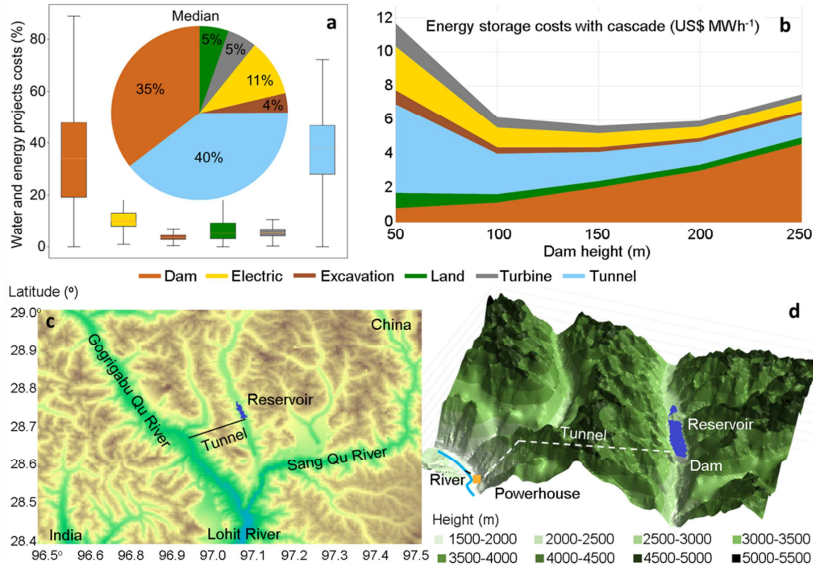 Median
a
Water and energy projects costs (%)
80
60
40
20
0
5%
5%
11%
4%
40%
35%
Energy storage costs with cascade (US$ MWh-1)
b
12
10
8
6
4
2
0
50
100
150
200
250
Dam height (m)
Dam
Electric
Excavation
Land
Turbine
Tunnel
Latitude (º)
c
29.0
28.9
28.8
28.7
28.6
28.5
28.4
China
Gogrigabu Qu River
Reservoir
Tunnel
Sang Qu River
India
Lohit River
96.5º
96.6
96.8
96.9
97.0
97.1
97.2
97.4
97.5
d
Reservoir
Tunnel
Dam
River
Powerhouse
Height (m)
1500-2000
2000-2500
2500-3000
3000-3500
3500-4000
4000-4500
4500-5000
5000-5500